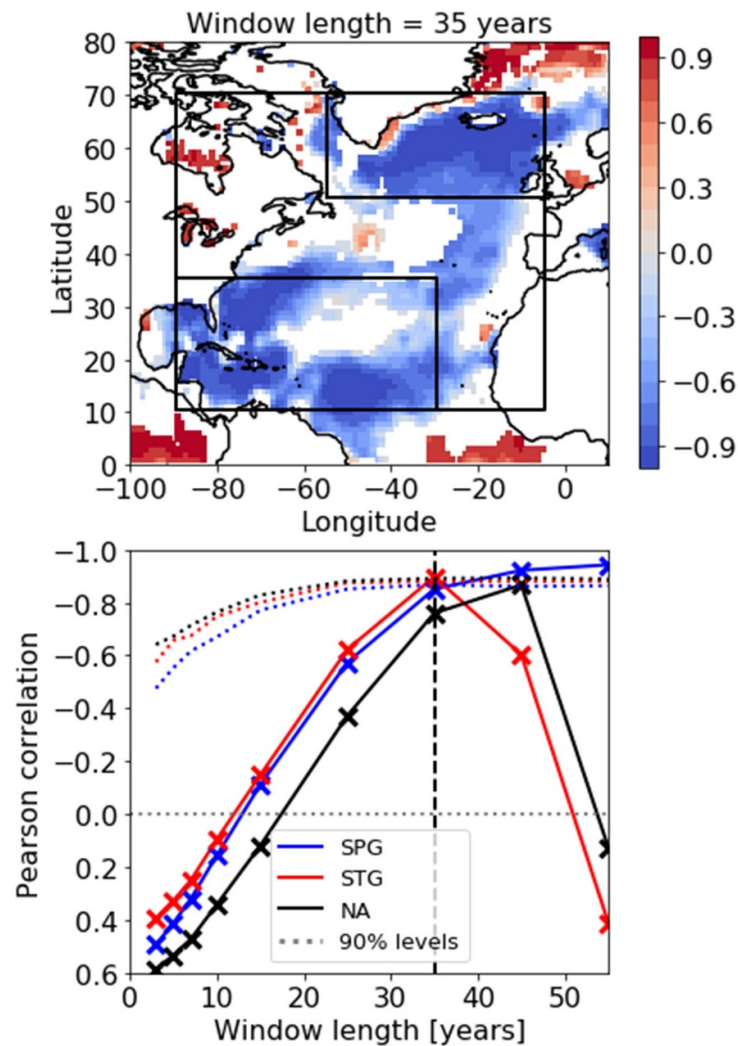 Window length = 35 years
80
70
60
50
40
30
20
10
0
Latitude
−100 −80 −60 −40 −20 0
Longitude
0.9
0.6
0.3
0.0
−0.3
−0.6
−0.9
−1.0
−0.8
−0.6
−0.4
−0.2
0.0
0.2
0.4
0.6
Pearson correlation
SPG
STG
NA
90% levels
0 10 20 30 40 50
Window length [years]